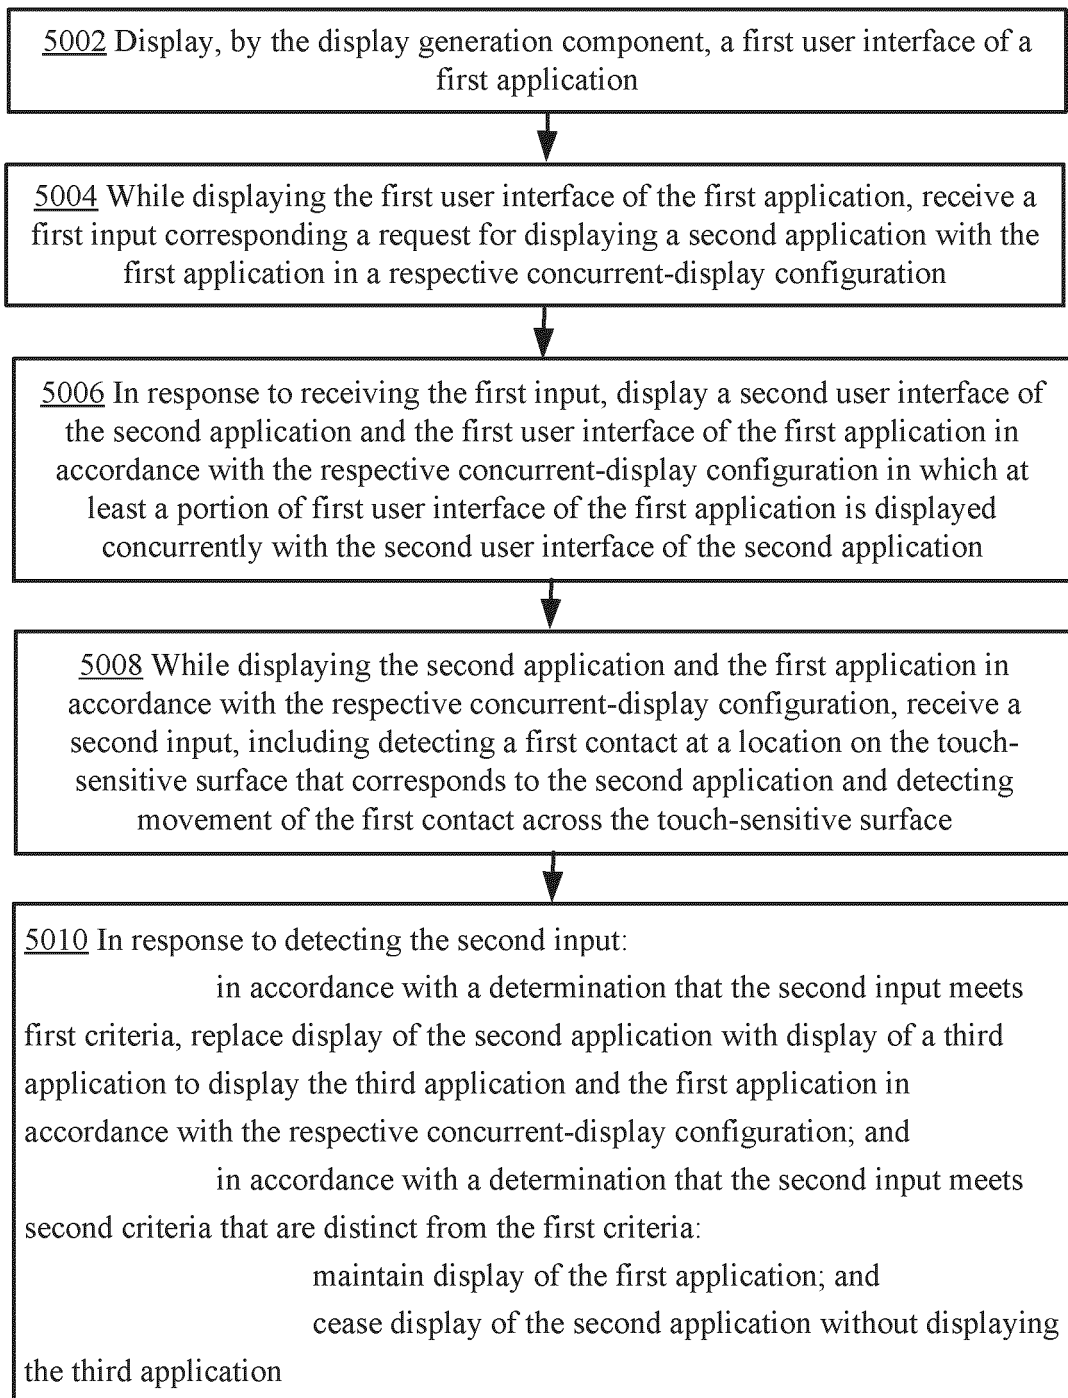 5002 Display, by the display generation component, a first user interface of a
first application
5004 While displaying the first user interface of the first application, receive a
first input corresponding a request for displaying a second application with the
first application in a respective concurrent-display configuration
5006 In response to receiving the first input, display a second user interface of
the second application and the first user interface of the first application in
accordance with the respective concurrent-display configuration in which at
least a portion of first user interface of the first application is displayed
concurrently with the second user interface of the second application
5008 While displaying the second application and the first application in
accordance with the respective concurrent-display configuration, receive a
second input, including detecting a first contact at a location on the touch-
sensitive surface that corresponds to the second application and detecting
movement of the first contact across the touch-sensitive surface
5010 In response to detecting the second input:
in accordance with a determination that the second input meets
first criteria, replace display of the second application with display of a third
application to display the third application and the first application in
accordance with the respective concurrent-display configuration; and
in accordance with a determination that the second input meets
second criteria that are distinct from the first criteria:
maintain display of the first application; and
cease display of the second application without displaying
the third application